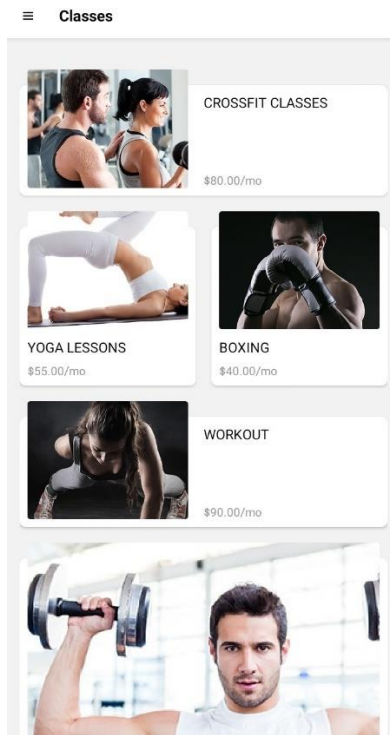 Classes
CROSSFIT CLASSES
$80.00/mo
YOGA LESSONS
$55.00/mo
BOXING
$40.00/mo
WORKOUT
$90.00/mo